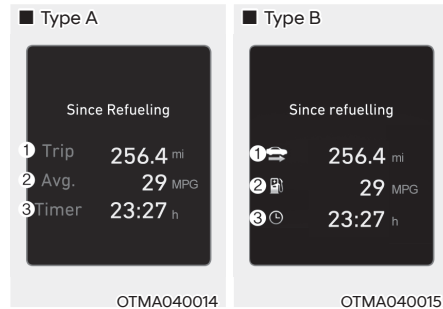 ■ Type A
Since Refueling
1 Trip 256.4 mi
2 Avg. 29 MPG
3 Timer 23:27 h
OTMA040014
■ Type B
Since refuelling
1 256.4 mi
2 29 MPG
3 23:27 h
OTMA040015